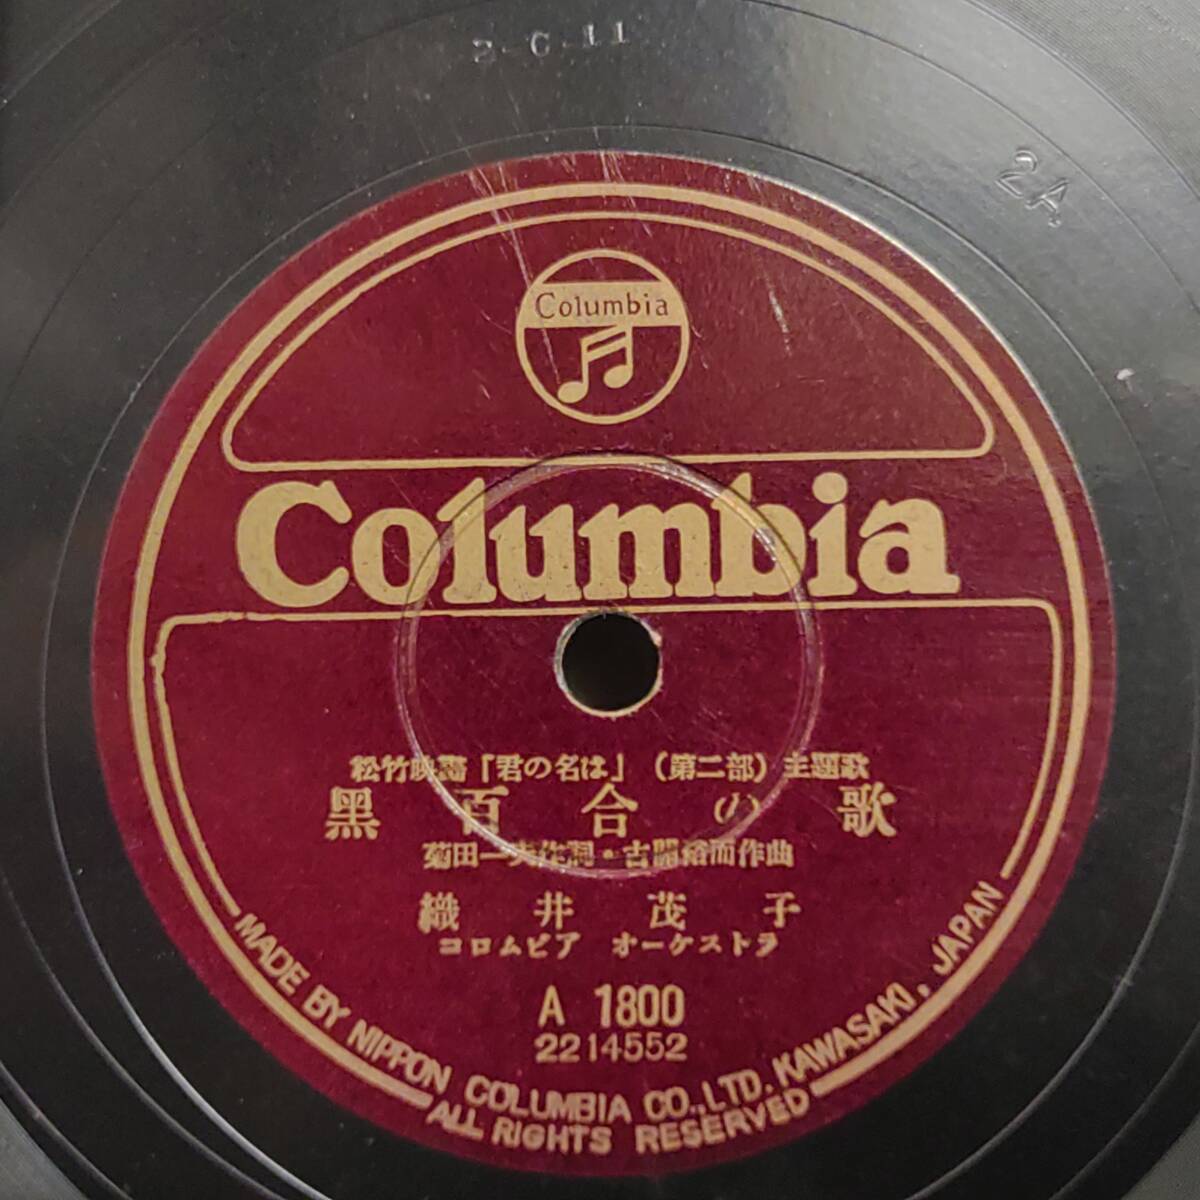 2-C-11
2A
Columbia
Columbia
松竹映畫「君の名は」（第二部）主題歌
黑百合の歌
菊田一夫作詞・古関裕而作曲
織井茂子
コロムビア オーケストラ
A 1800
2214552
MADE BY NIPPON COLUMBIA CO., LTD. KAWASAKI, JAPAN
ALL RIGHTS RESERVED